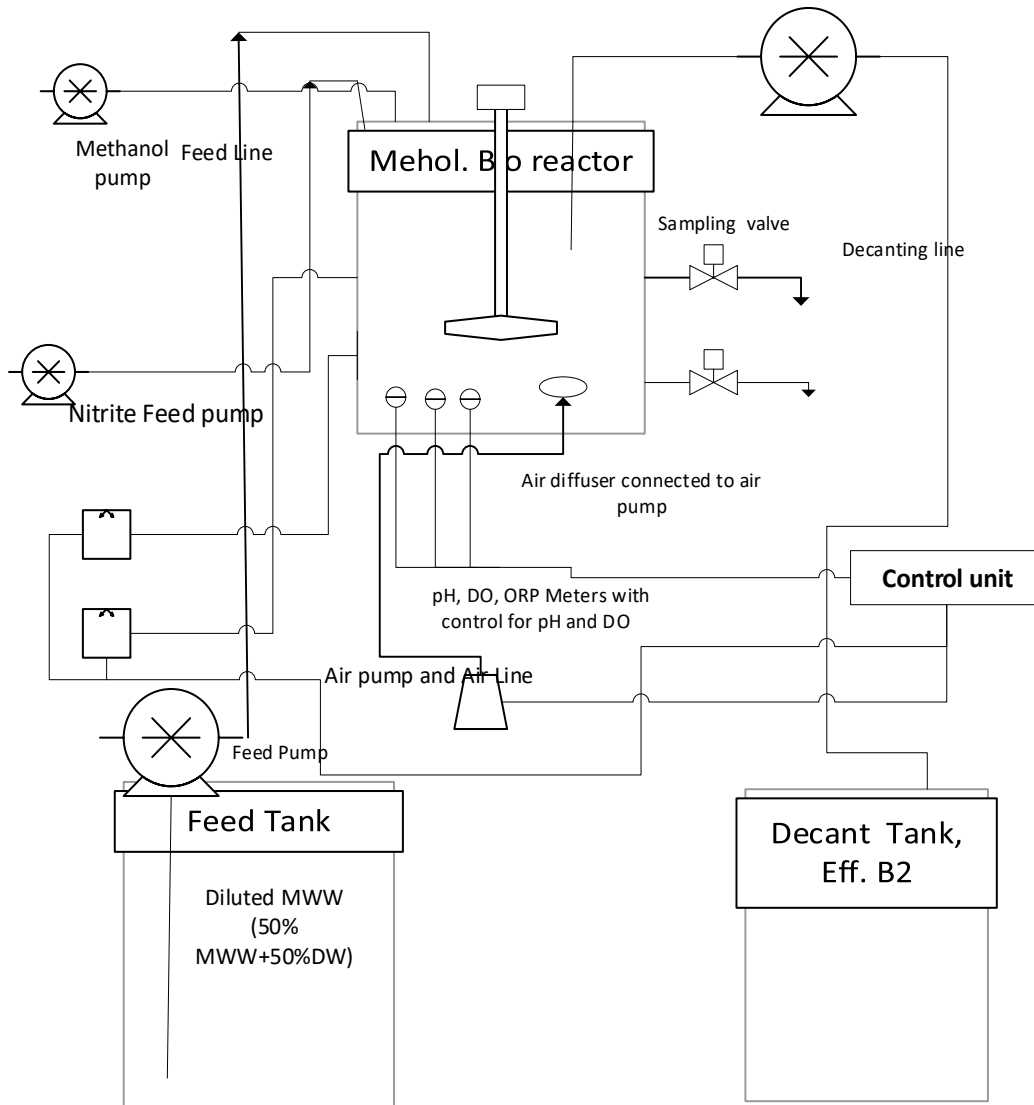 Methanol
pump
Feed Line
Mehol. Bio reactor
Sampling valve
Decanting line
Nitrite Feed pump
Air diffuser connected to air
pump
Control unit
pH, DO, ORP Meters with
control for pH and DO
Air pump and Air Line
Feed Pump
Feed Tank
Decant Tank,
Eff. B2
Diluted MWW
(50%
MWW+50%DW)